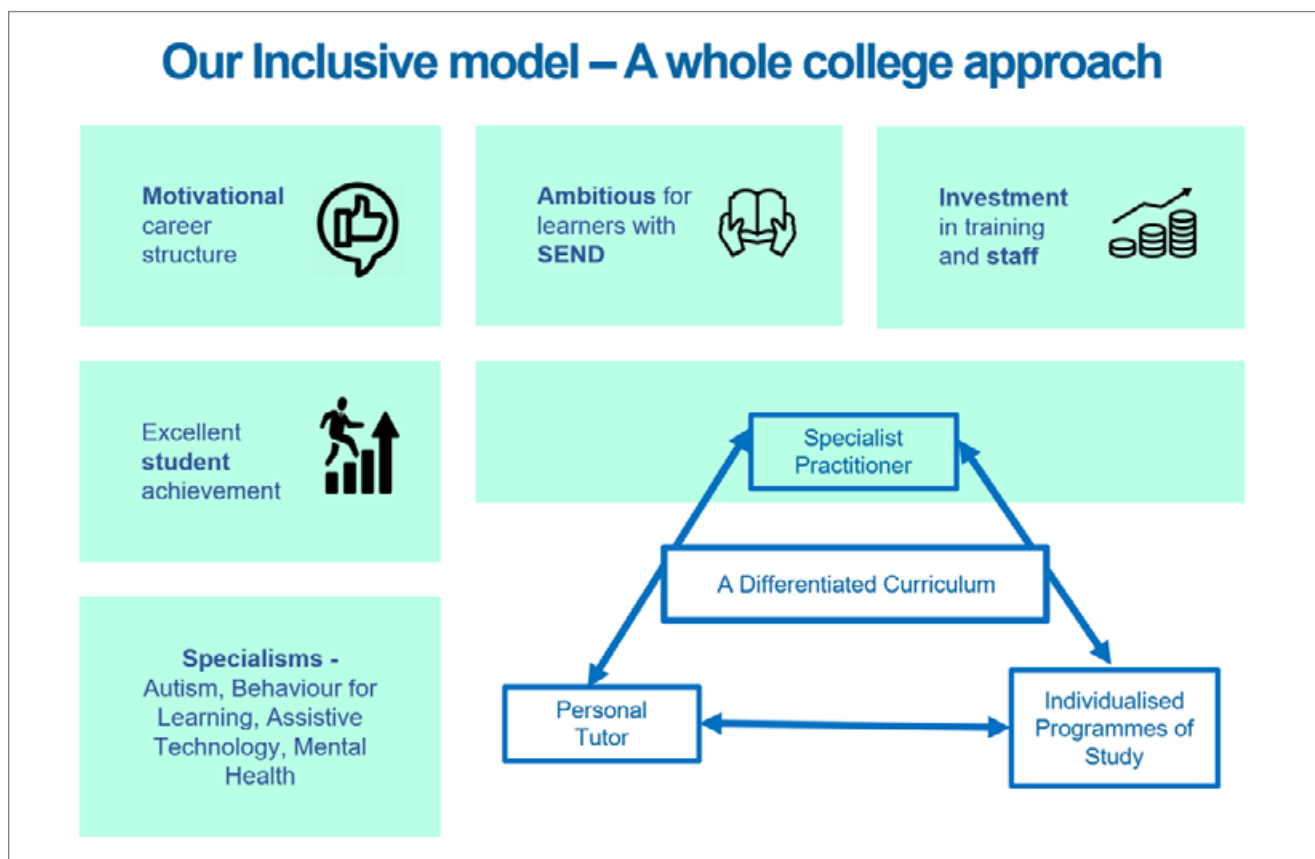 Our Inclusive model – A whole college approach
Motivational
career
structure
Ambitious for
learners with
SEND
Investment
in training
and staff
Excellent
student
achievement
Specialist
Practitioner
A Differentiated Curriculum
Personal
Tutor
Individualised
Programmes of
Study
Specialisms -
Autism, Behaviour for
Learning, Assistive
Technology, Mental
Health